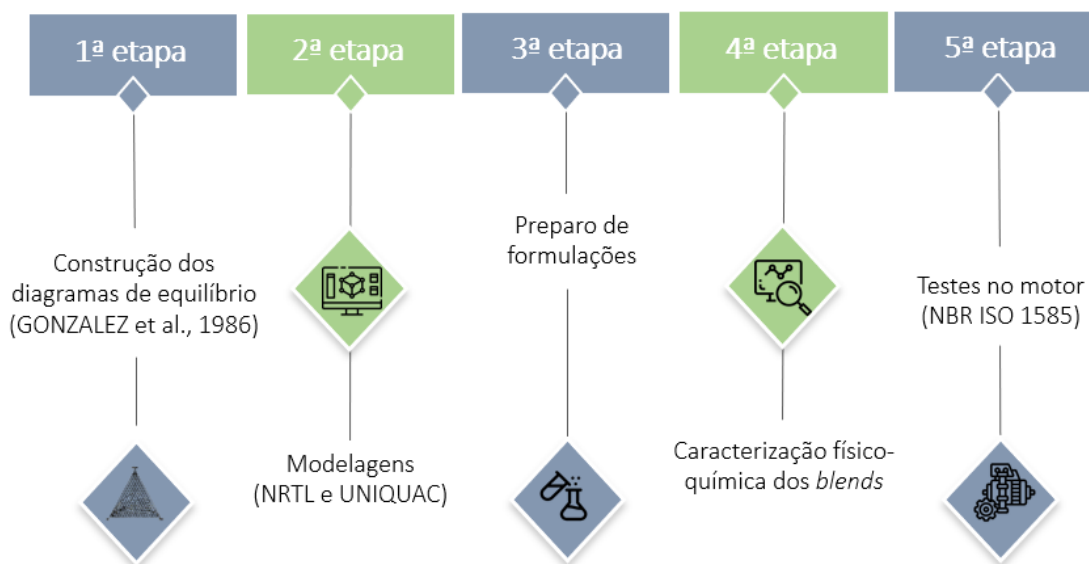 1ª etapa
2ª etapa
3ª etapa
4ª etapa
5ª etapa
Construção dos
diagramas de equilíbrio
(GONZALEZ et al., 1986)
Modelagens
(NRTL e UNIQUAC)
Preparo de
formulações
Caracterização físico-
química dos blends
Testes no motor
(NBR ISO 1585)